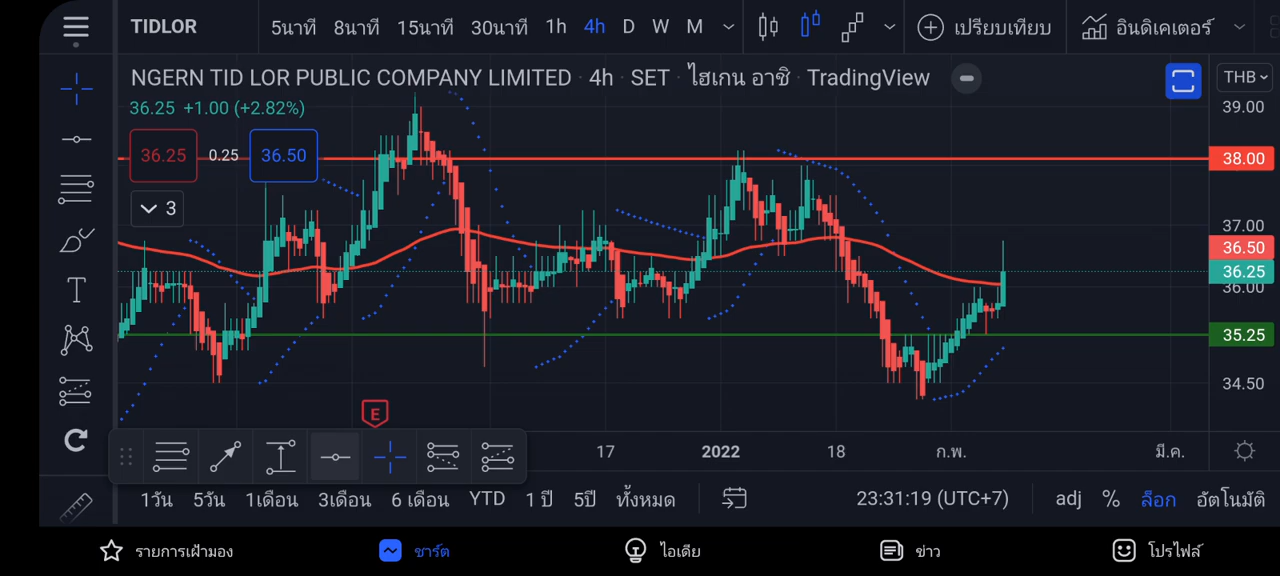 TIDLOR 5นาที 8นาที 15นาที 30นาที 1h 4h D W M เปรียบเทียบ อินดิเคเตอร์
NGERN TID LOR PUBLIC COMPANY LIMITED · 4h · SET · ไฮเกน อาชิ · TradingView THB
36.25 +1.00 (+2.82%) 39.00
36.25 0.25 36.50 38.00
3
37.00
36.50
36.25
36.00
35.25
34.50
E
T
17 2022 18 ก.พ. มี.ค.
1วัน 5วัน 1เดือน 3เดือน 6 เดือน YTD 1 ปี 5ปี ทั้งหมด 23:31:19 (UTC+7) adj % ล็อก อัตโนมัติ
รายการเฝ้ามอง ชาร์ต ไอเดีย ข่าว โปรไฟล์